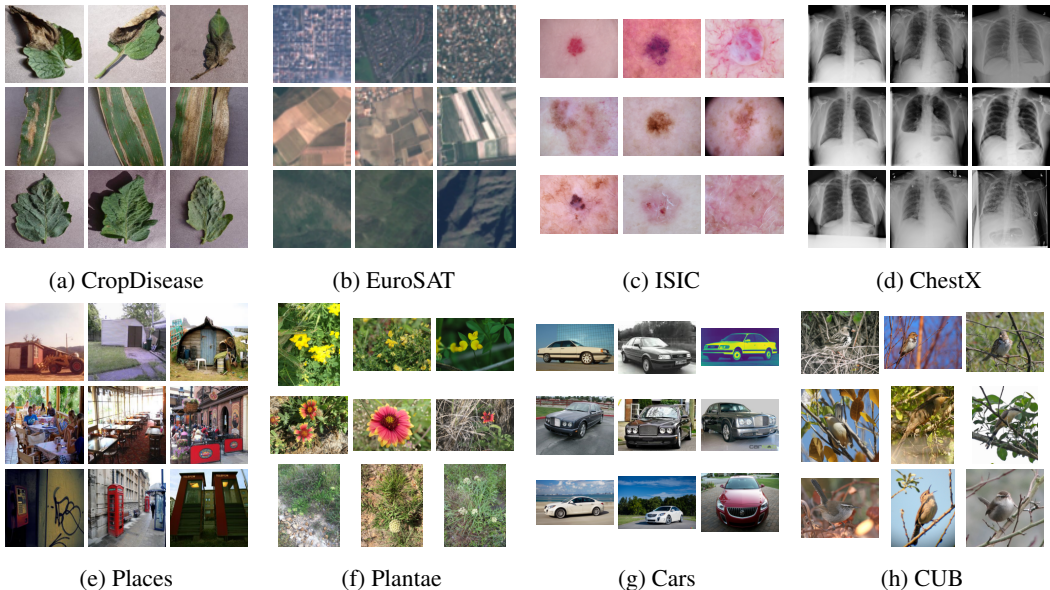 (a) CropDisease
(b) EuroSAT
(c) ISIC
(d) ChestX
(e) Places
(f) Plantae
(g) Cars
(h) CUB